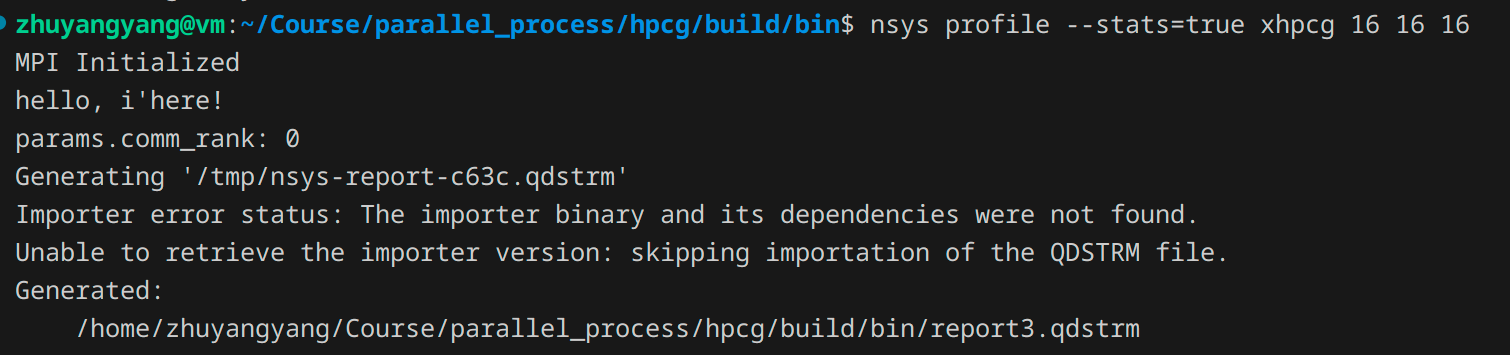 zhuyangyang@vm:~/Course/parallel_process/hpcg/build/bin$ nsys profile --stats=true xhpcg 16 16 16
MPI Initialized
hello, i'here!
params.comm_rank: 0
Generating '/tmp/nsys-report-c63c.qdstrm'
Importer error status: The importer binary and its dependencies were not found.
Unable to retrieve the importer version: skipping importation of the QDSTRM file.
Generated:
    /home/zhuyangyang/Course/parallel_process/hpcg/build/bin/report3.qdstrm